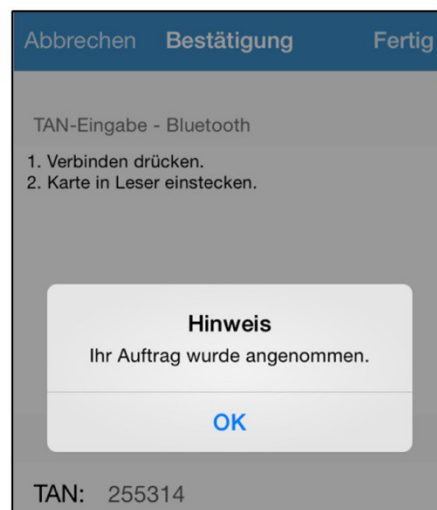 Abbrechen Bestätigung Fertig
TAN-Eingabe - Bluetooth
1. Verbinden drücken.
2. Karte in Leser einstecken.
Hinweis
Ihr Auftrag wurde angenommen.
OK
TAN: 255314